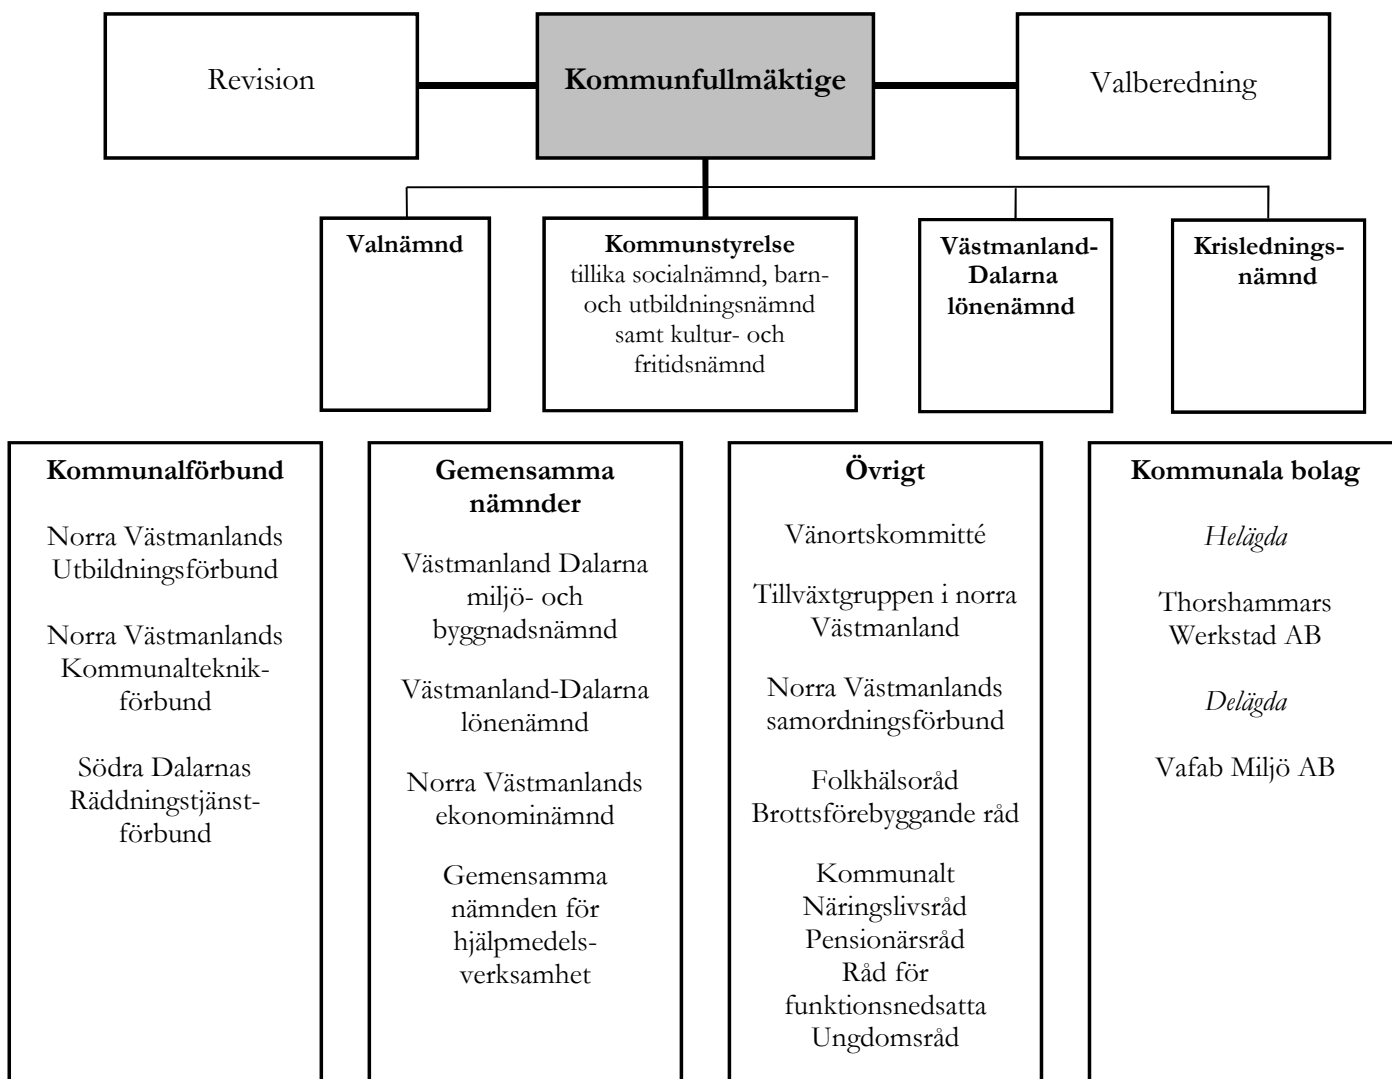 Revision
Kommunfullmäktige
Valberedning
Valnämnd
Kommunstyrelse
tillika socialnämnd, barn-
och utbildningsnämnd
samt kultur- och
fritidsnämnd
Västmanland-
Dalarna
lönenämnd
Krislednings-
nämnd
Kommunalförbund
Norra Västmanlands
Utbildningsförbund
Norra Västmanlands
Kommunalteknik-
förbund
Södra Dalarnas
Räddningstjänst-
förbund
Gemensamma
nämnder
Västmanland Dalarna
miljö- och
byggnadsnämnd
Västmanland-Dalarna
lönenämnd
Norra Västmanlands
ekonominämnd
Gemensamma
nämnden för
hjälpmedels-
verksamhet
Övrigt
Vänortskommitté
Tillväxtgruppen i norra
Västmanland
Norra Västmanlands
samordningsförbund
Folkhälsoråd
Brottsförebyggande råd
Kommunalt
Näringslivsråd
Pensionärsråd
Råd för
funktionsnedsatta
Ungdomsråd
Kommunala bolag
Helägda
Thorshammars
Werkstad AB
Delägda
Vafab Miljö AB